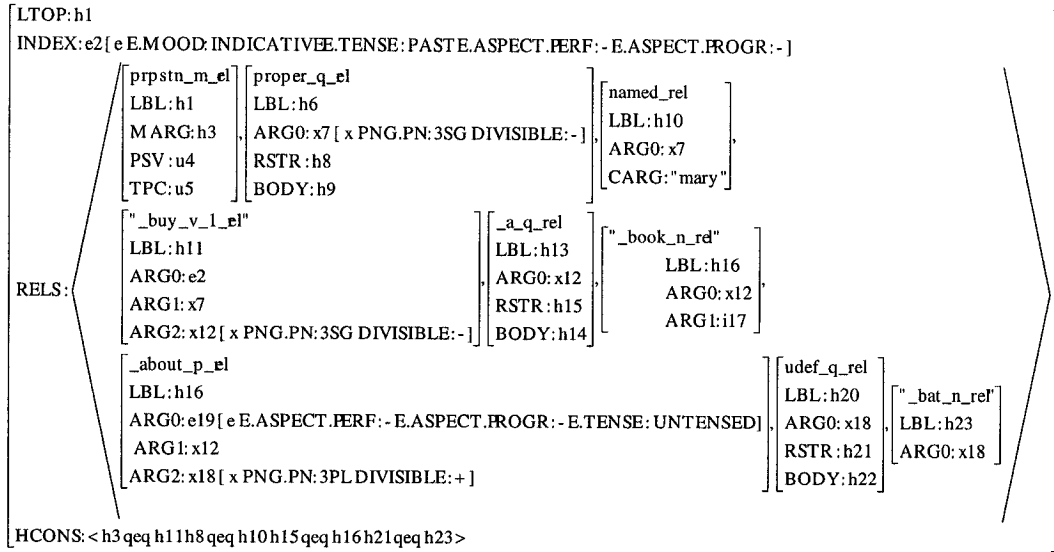 LTOP: h1
INDEX: e2 [ e E.MOOD: INDICATIVE E.TENSE: PAST E.ASPECT.PERF: - E.ASPECT.PROGR: - ]
prpstn_m_el proper_q_el
LBL: h1 LBL: h6 named_rel
MARG: h3 ARG0: x7 [ x PNG.PN: 3SG DIVISIBLE: - ] LBL: h10
PSV: u4 RSTR: h8 ARG0: x7
TPC: u5 BODY: h9 CARG: "mary"
"_buy_v_1_el" _a_q_rel
LBL: h11 LBL: h13 "_book_n_rel"
ARG0: e2 ARG0: x12 LBL: h16
RELS: ARG1: x7 RSTR: h15 ARG0: x12
ARG2: x12 [ x PNG.PN: 3SG DIVISIBLE: - ] BODY: h14 ARG1: i17
_about_p_el udef_q_rel
LBL: h16 LBL: h20 "_bat_n_rel"
ARG0: e19 [ e E.ASPECT.PERF: - E.ASPECT.PROGR: - E.TENSE: UNTENSED ] ARG0: x18 LBL: h23
ARG1: x12 RSTR: h21 ARG0: x18
ARG2: x18 [ x PNG.PN: 3PL DIVISIBLE: + ] BODY: h22
HCONS: < h3 qeq h11 h8 qeq h10 h15 qeq h16 h21 qeq h23 >